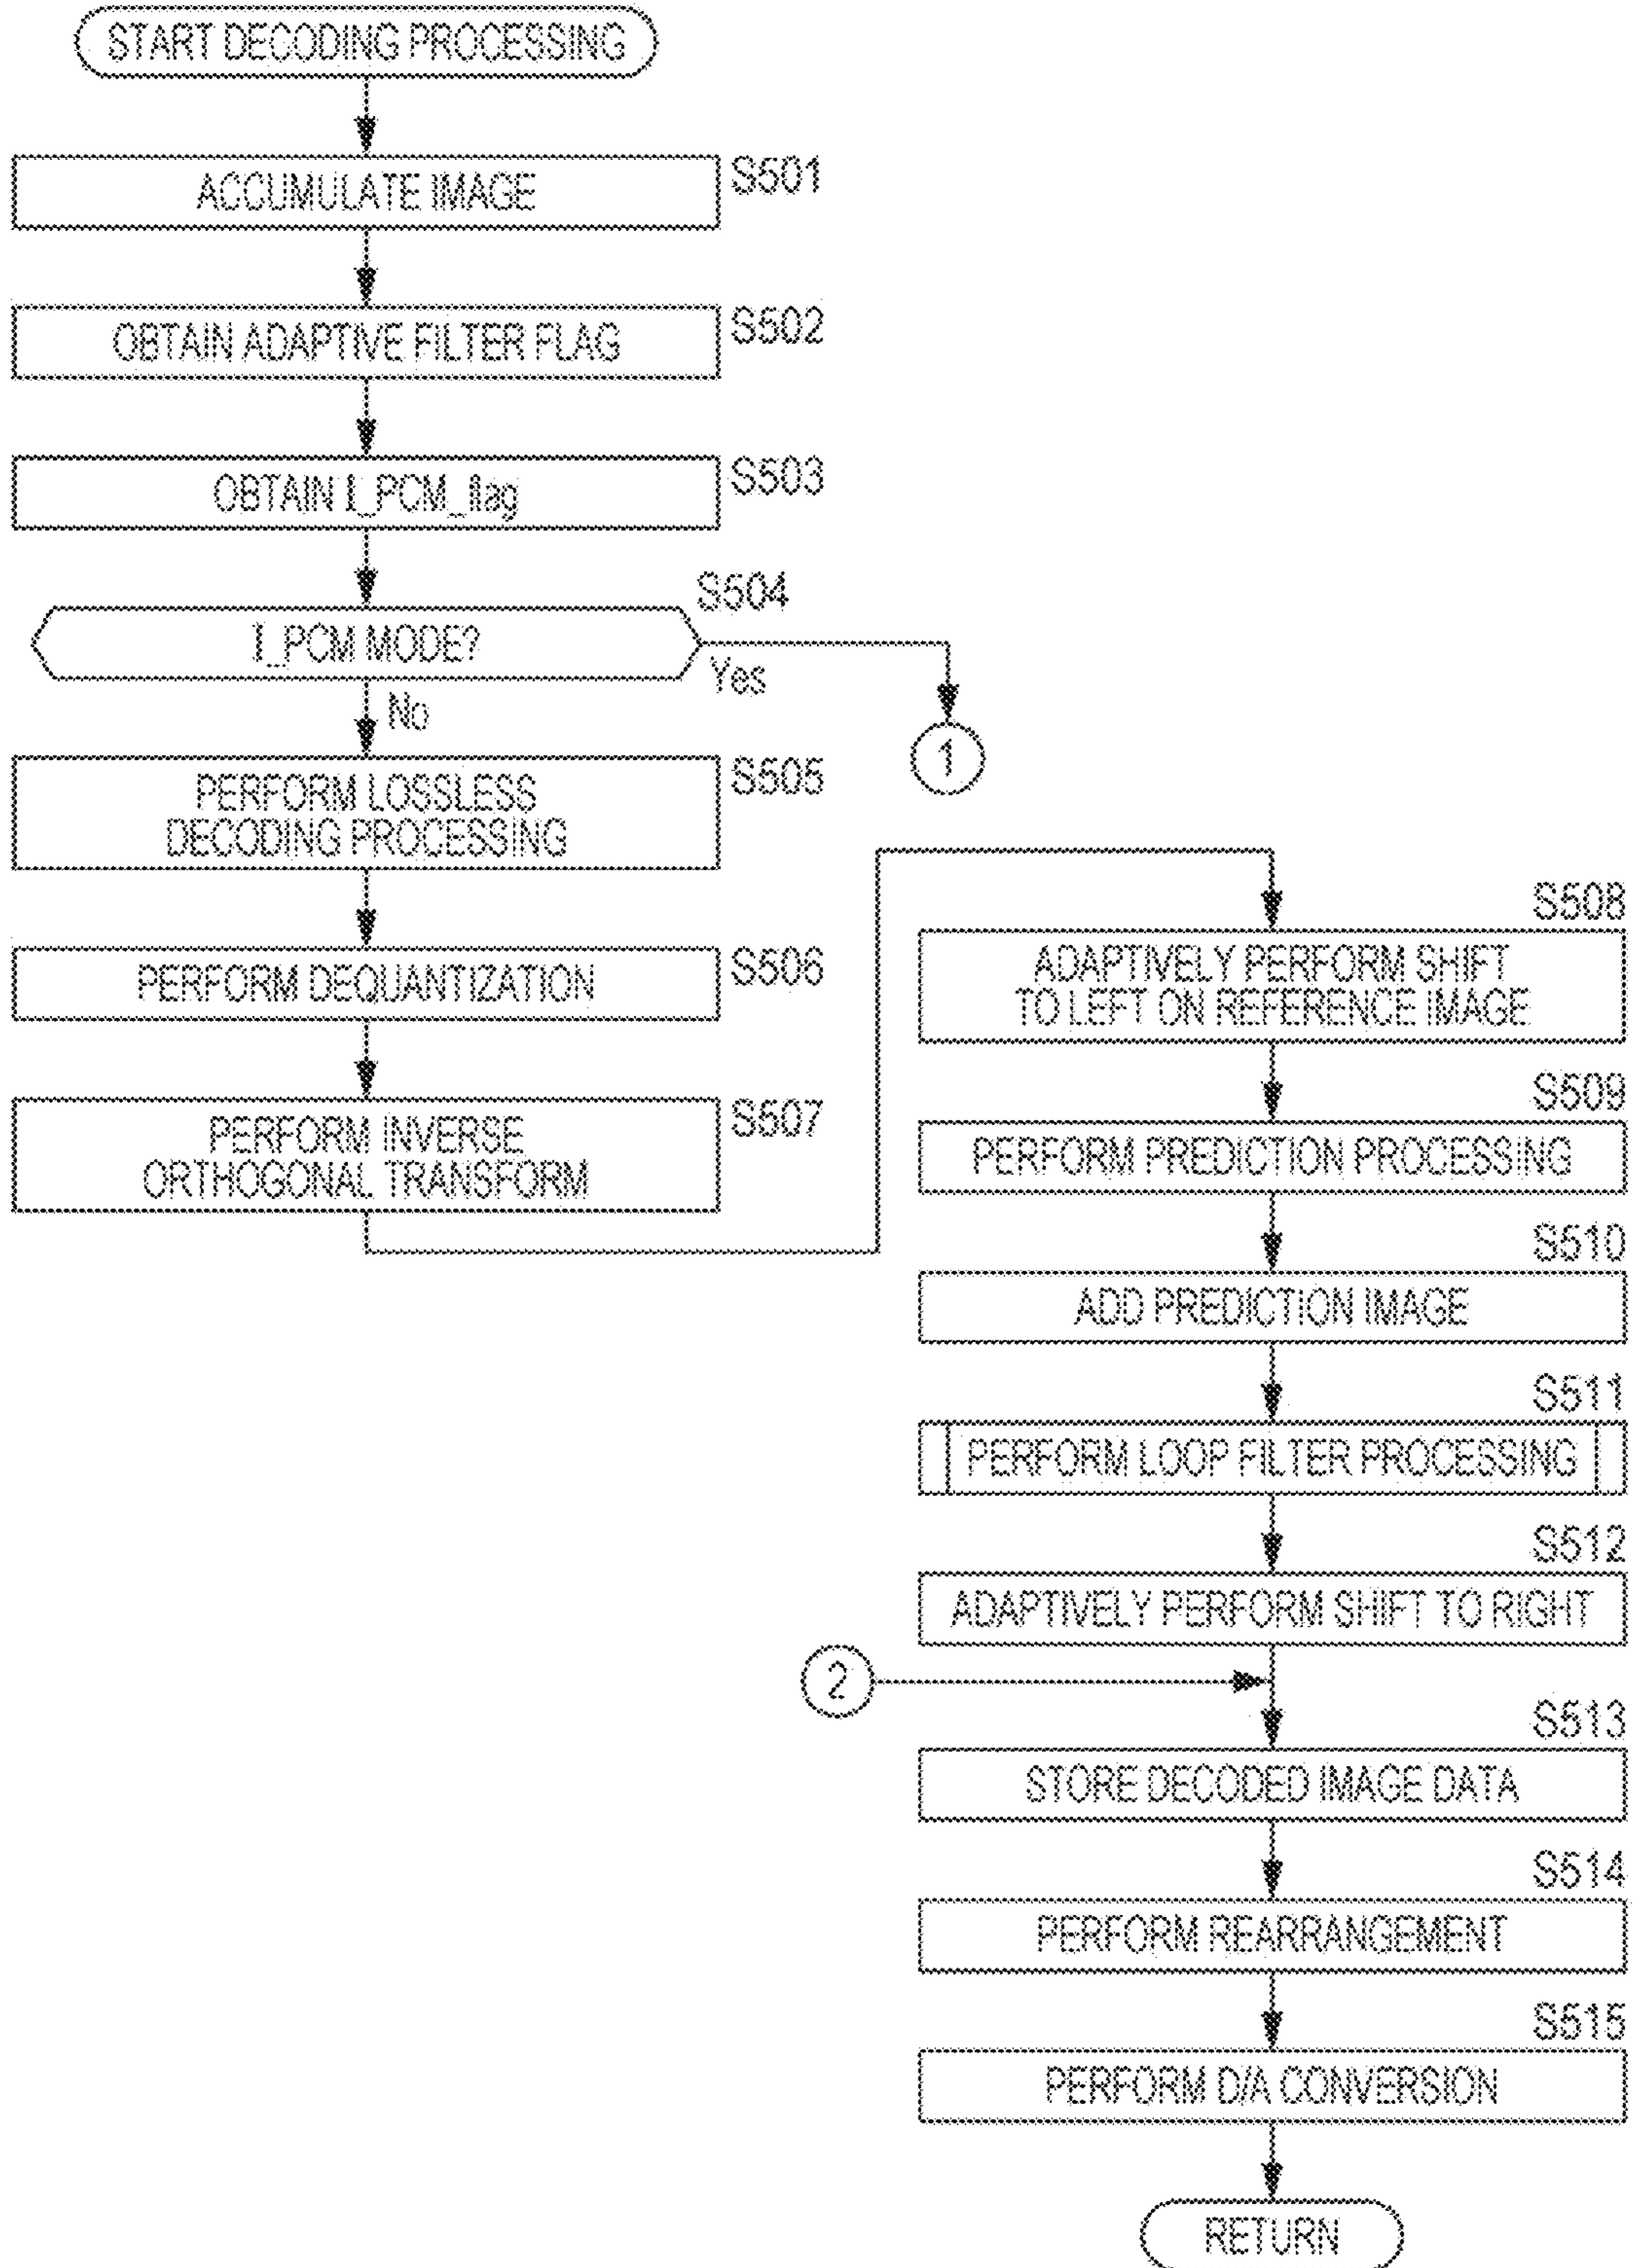 START DECODING PROCESSING
ACCUMULATE IMAGE
S501
OBTAIN ADAPTIVE FILTER FLAG
S502
OBTAIN I_PCM_flag
S503
I_PCM MODE?
S504
Yes
1
No
PERFORM LOSSLESS
DECODING PROCESSING
S505
PERFORM DEQUANTIZATION
S506
PERFORM INVERSE
ORTHOGONAL TRANSFORM
S507
S508
ADAPTIVELY PERFORM SHIFT
TO LEFT ON REFERENCE IMAGE
S509
PERFORM PREDICTION PROCESSING
S510
ADD PREDICTION IMAGE
S511
PERFORM LOOP FILTER PROCESSING
S512
ADAPTIVELY PERFORM SHIFT TO RIGHT
2
S513
STORE DECODED IMAGE DATA
S514
PERFORM REARRANGEMENT
S515
PERFORM D/A CONVERSION
RETURN